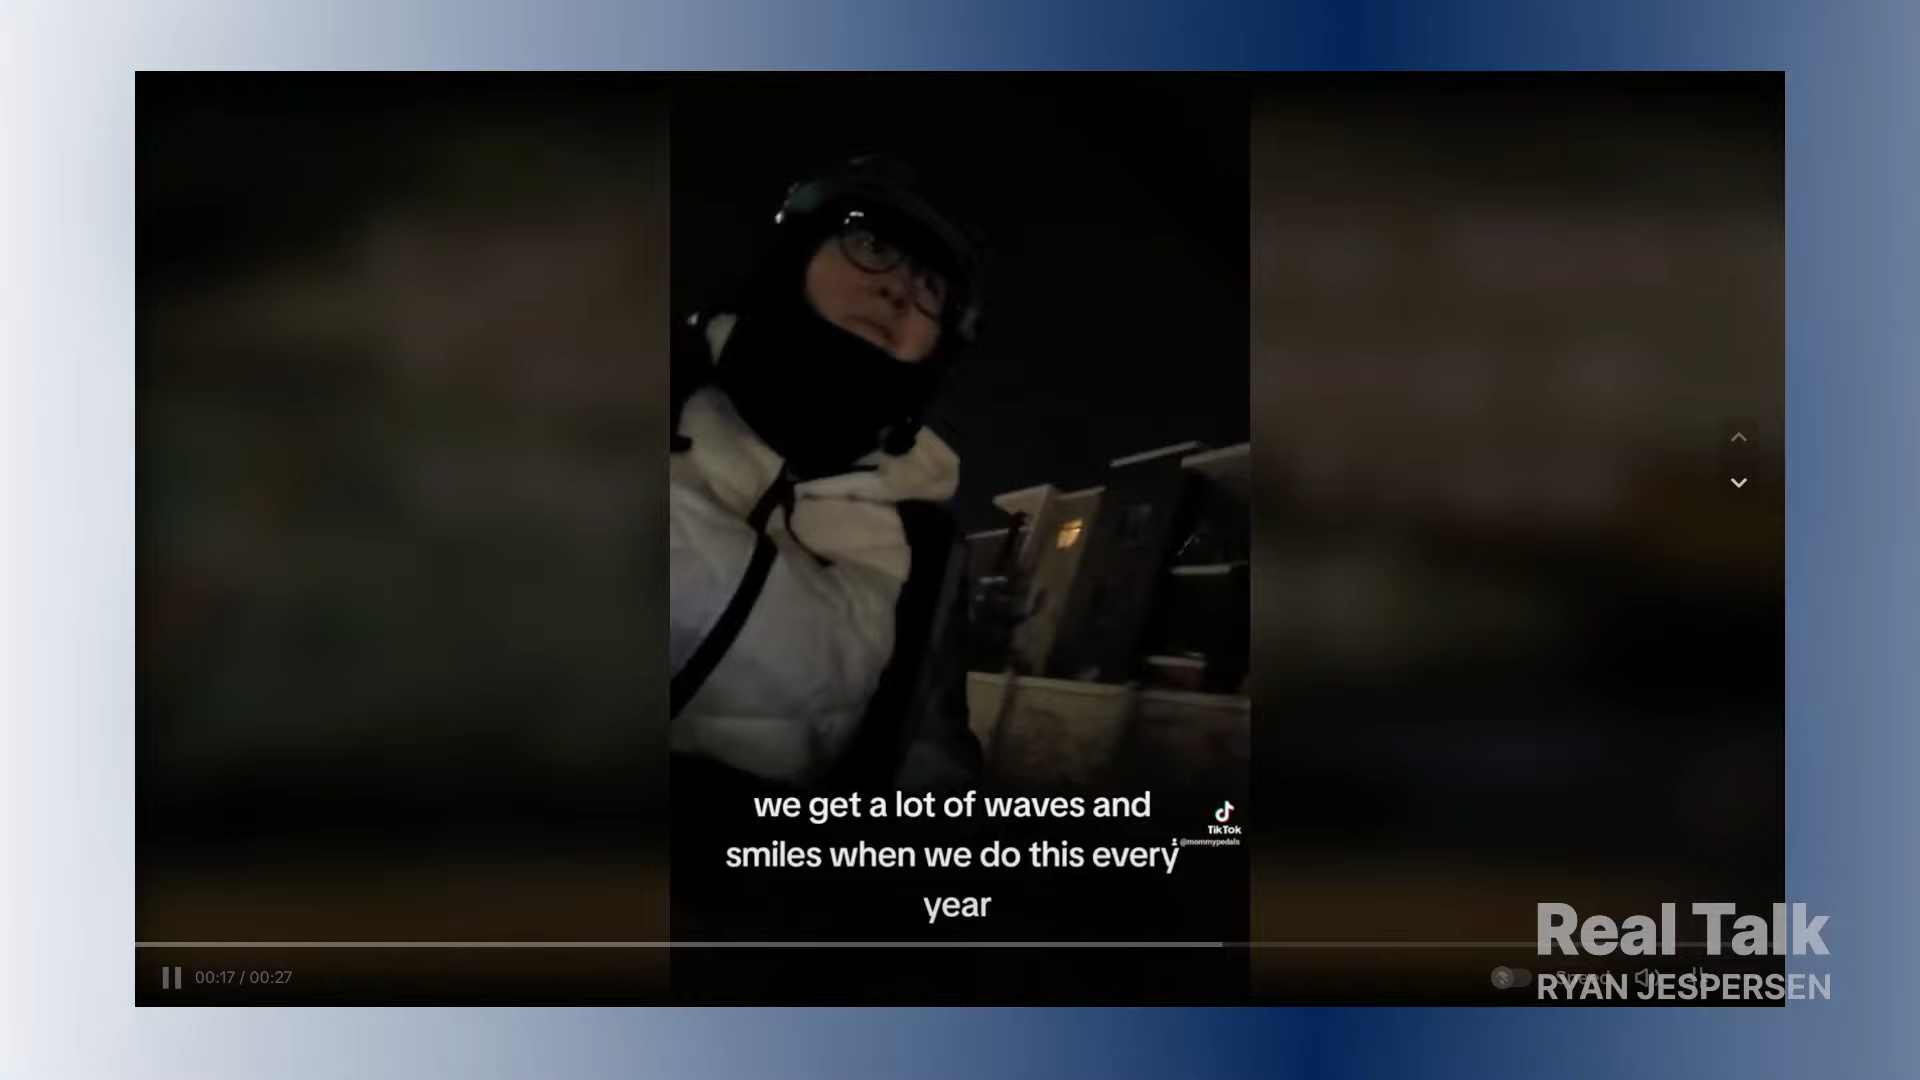 we get a lot of waves and
smiles when we do this every
year
TikTok
@mommypedals
00:17 / 00:27
Speed
Real Talk
RYAN JESPERSEN